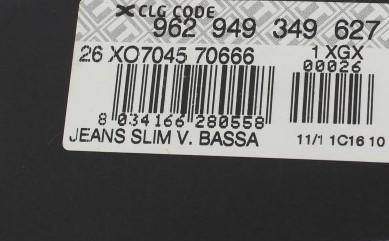 CLG CODE
962 949 349 627
26 XO7045 70666 1 XGX
00026
8 034166 280558
JEANS SLIM V. BASSA 11/1 1C16 10